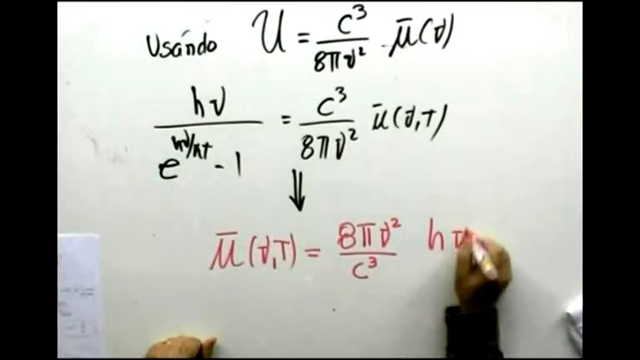 Usando U = c³/8πν² · ū(ν)
hν/(e^(hν/kT) - 1) = c³/8πν² ū(ν,T)
⇓
ū(ν,T) = 8πν²/c³ hν